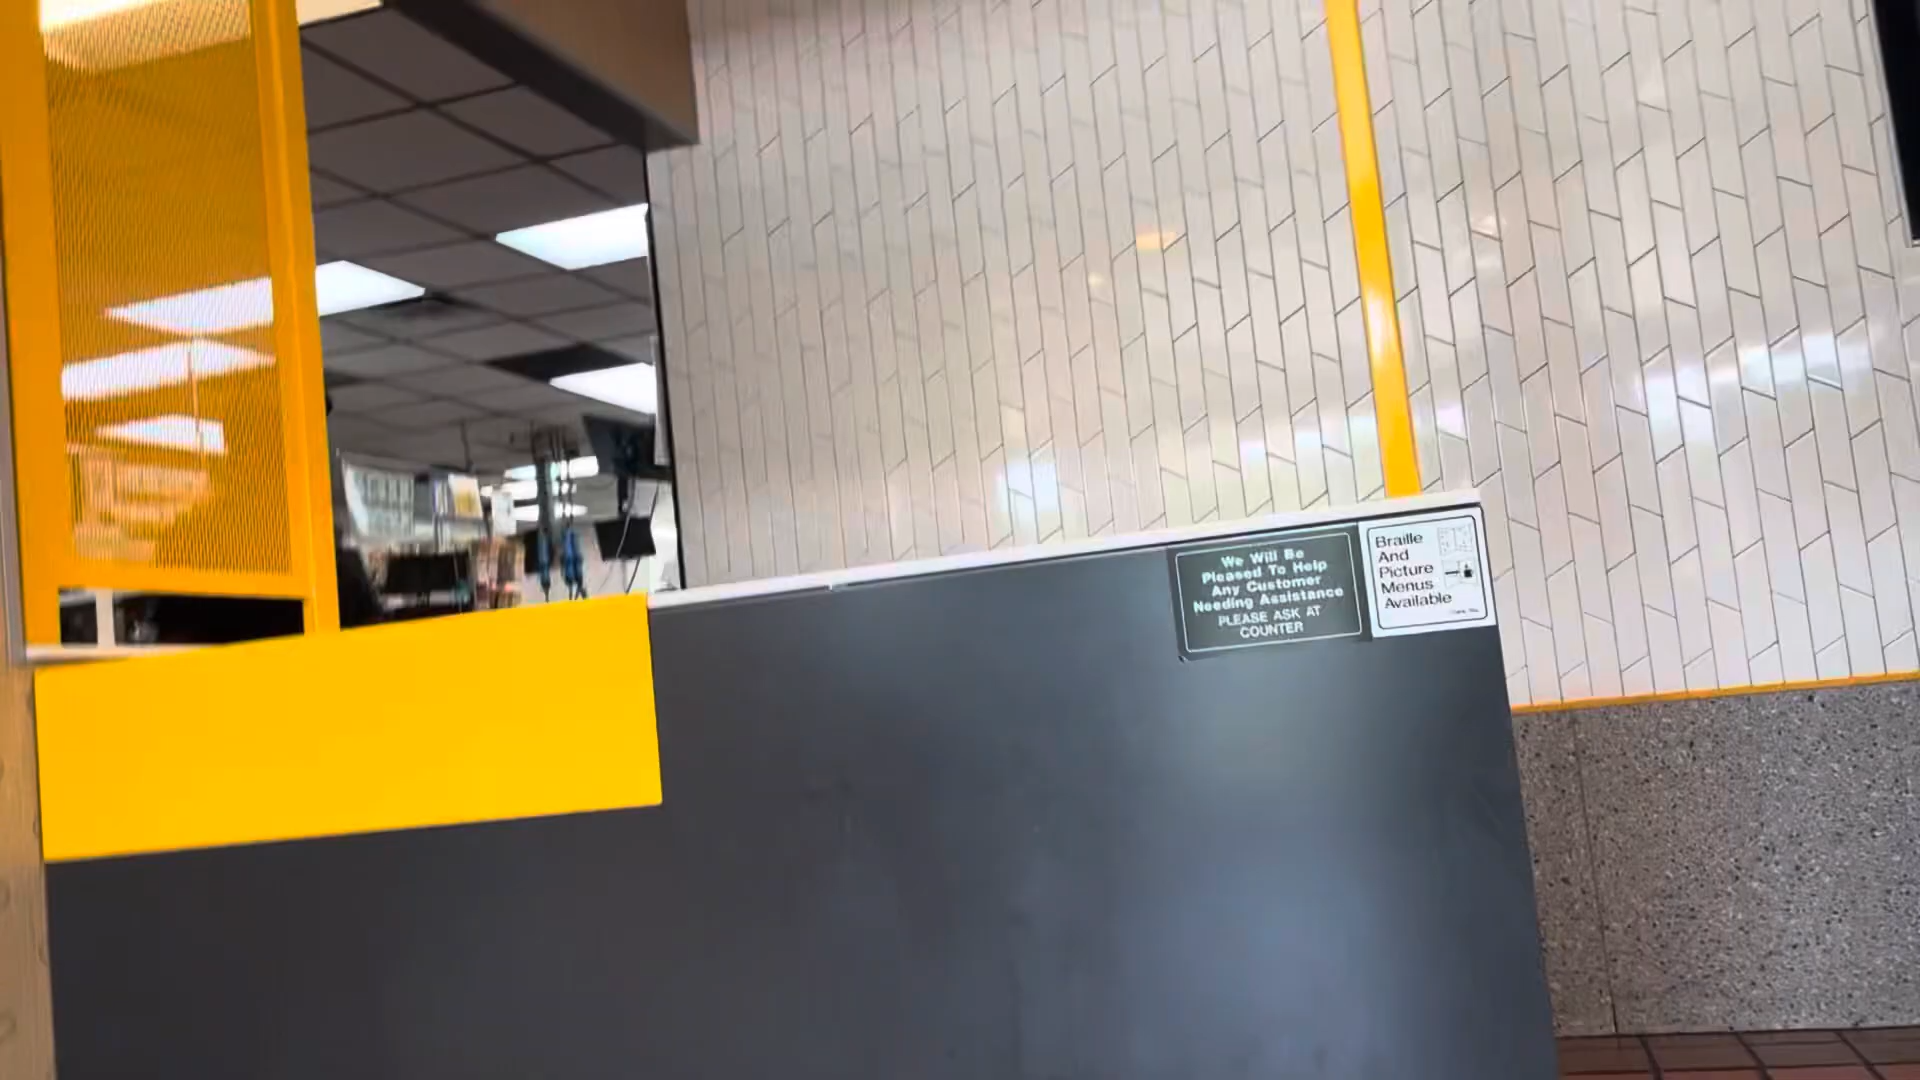 We Will Be
Pleased To Help
Any Customer
Needing Assistance
PLEASE ASK AT
COUNTER
Braille
And
Picture
Menus
Available